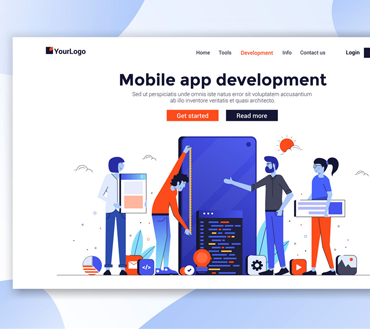 YourLogo
Home Tools Development Info Contact us Login
Mobile app development
Sed ut perspiciatis unde omnis iste natus error sit voluptatem accusantium
ab illo inventore veritatis et quasi architecto
Get started Read more